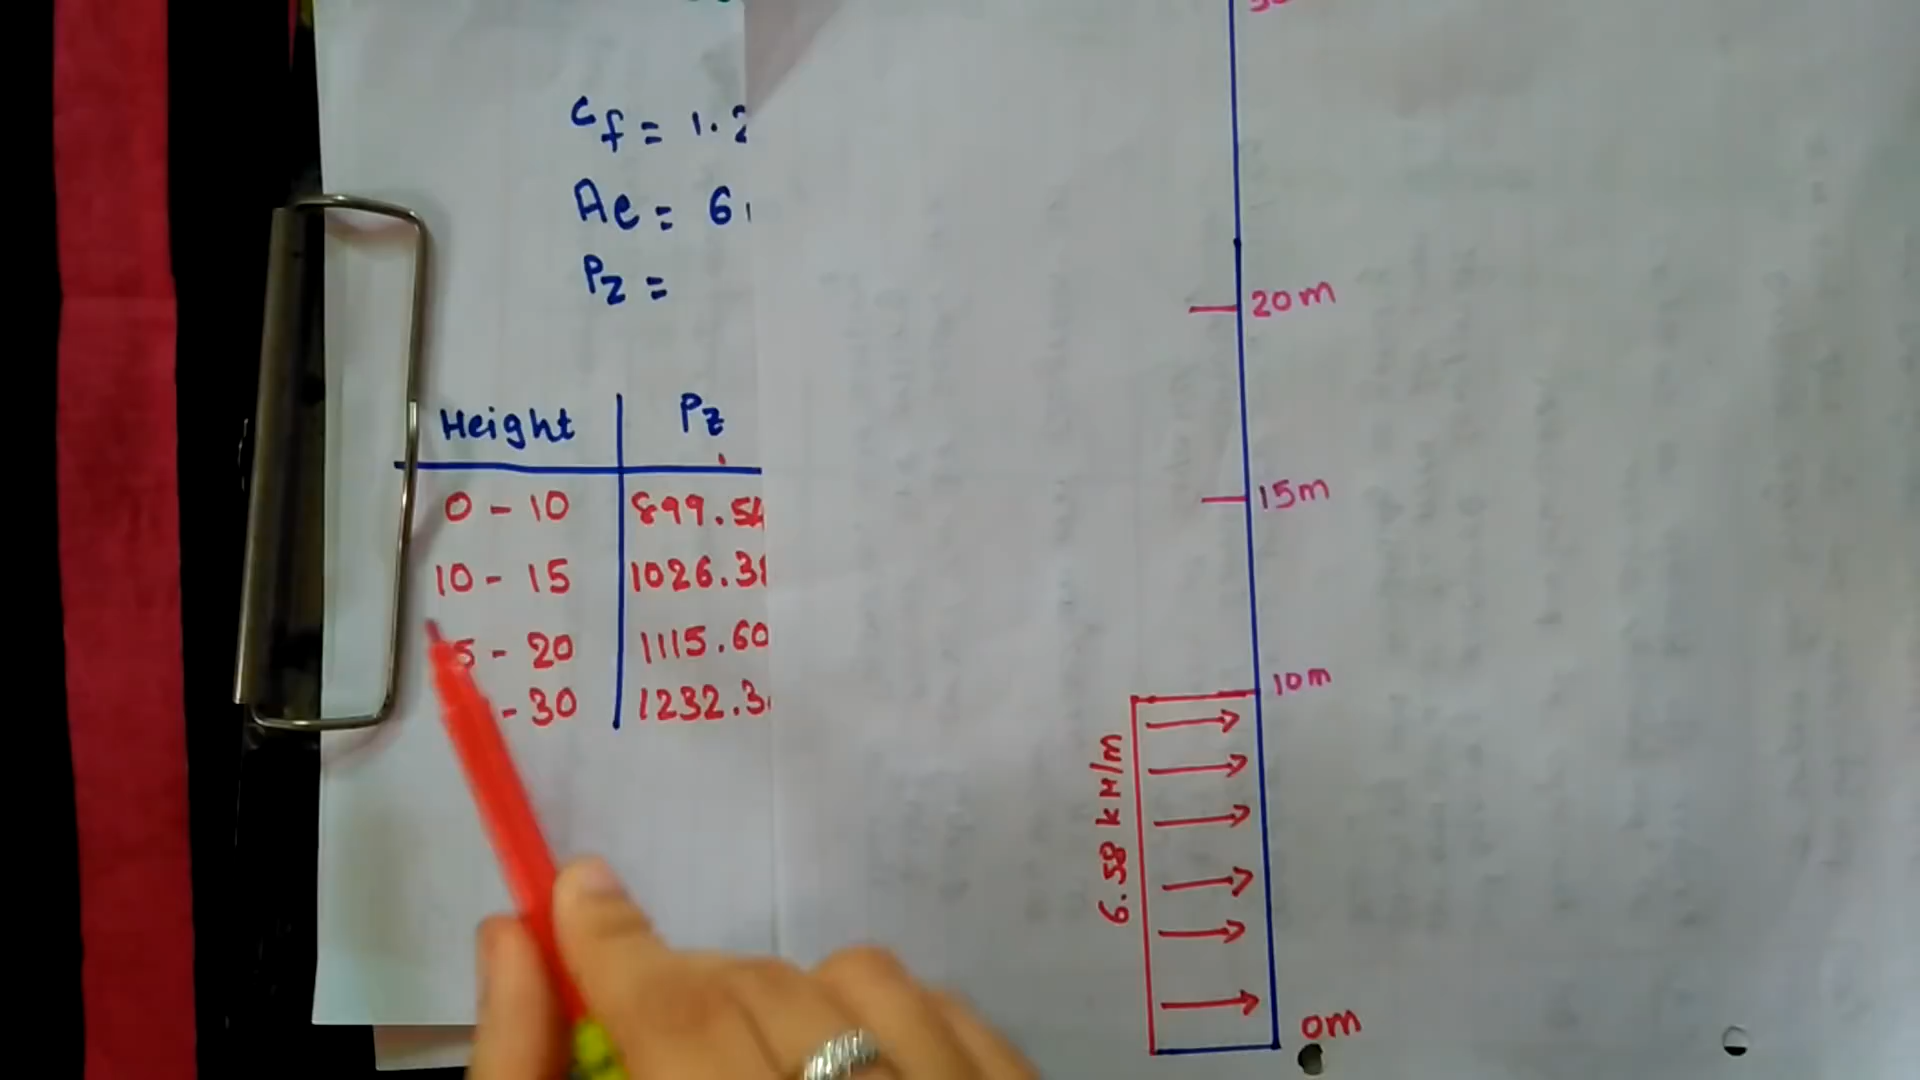 Cf = 1.2
Ae = 6.
Pz =
Height Pz
0 - 10 899.54
10 - 15 1026.3
5 - 20 1115.60
- 30 1232.3
20m
15m
10m
6.58 kN/m
0m